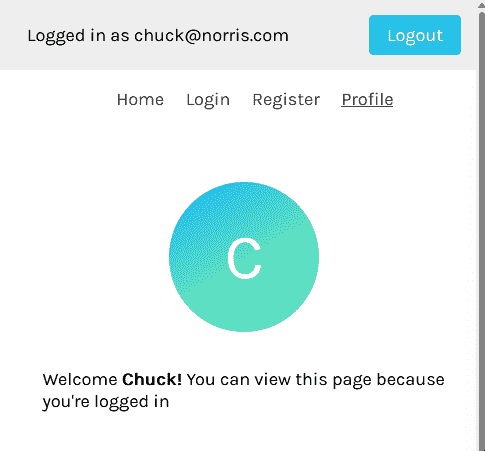 Logged in as chuck@norris.com
Logout
Home Login Register Profile
C
Welcome Chuck! You can view this page because
you're logged in